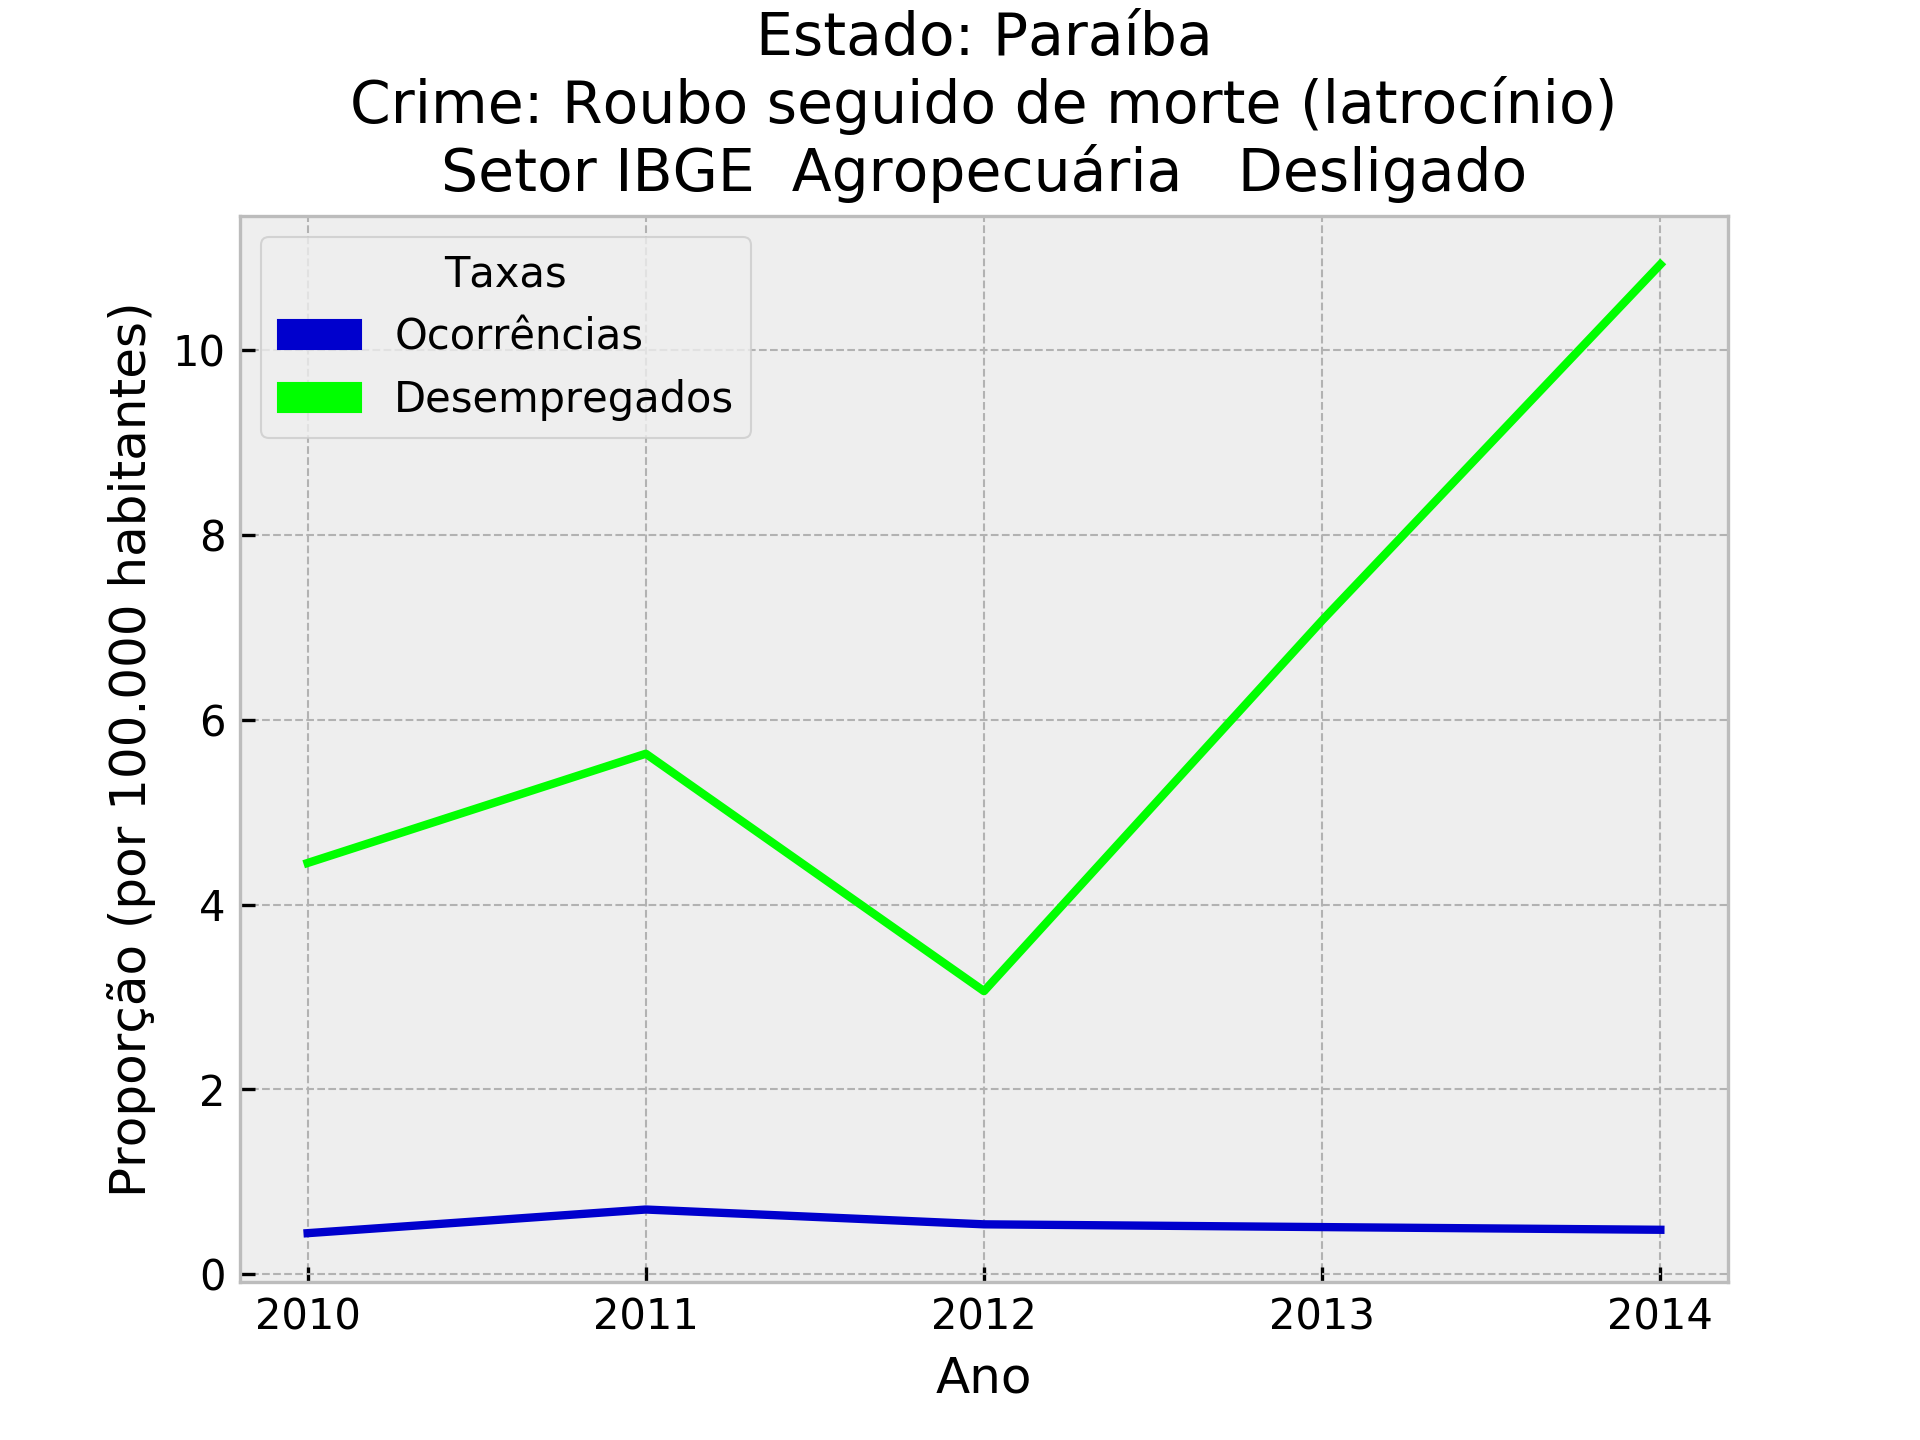 Estado: Paraíba
Crime: Roubo seguido de morte (latrocínio)
Setor IBGE  Agropecuária   Desligado
Taxas
Ocorrências
Desempregados
Proporção (por 100.000 habitantes)
10
8
6
4
2
0
2010 2011 2012 2013 2014
Ano